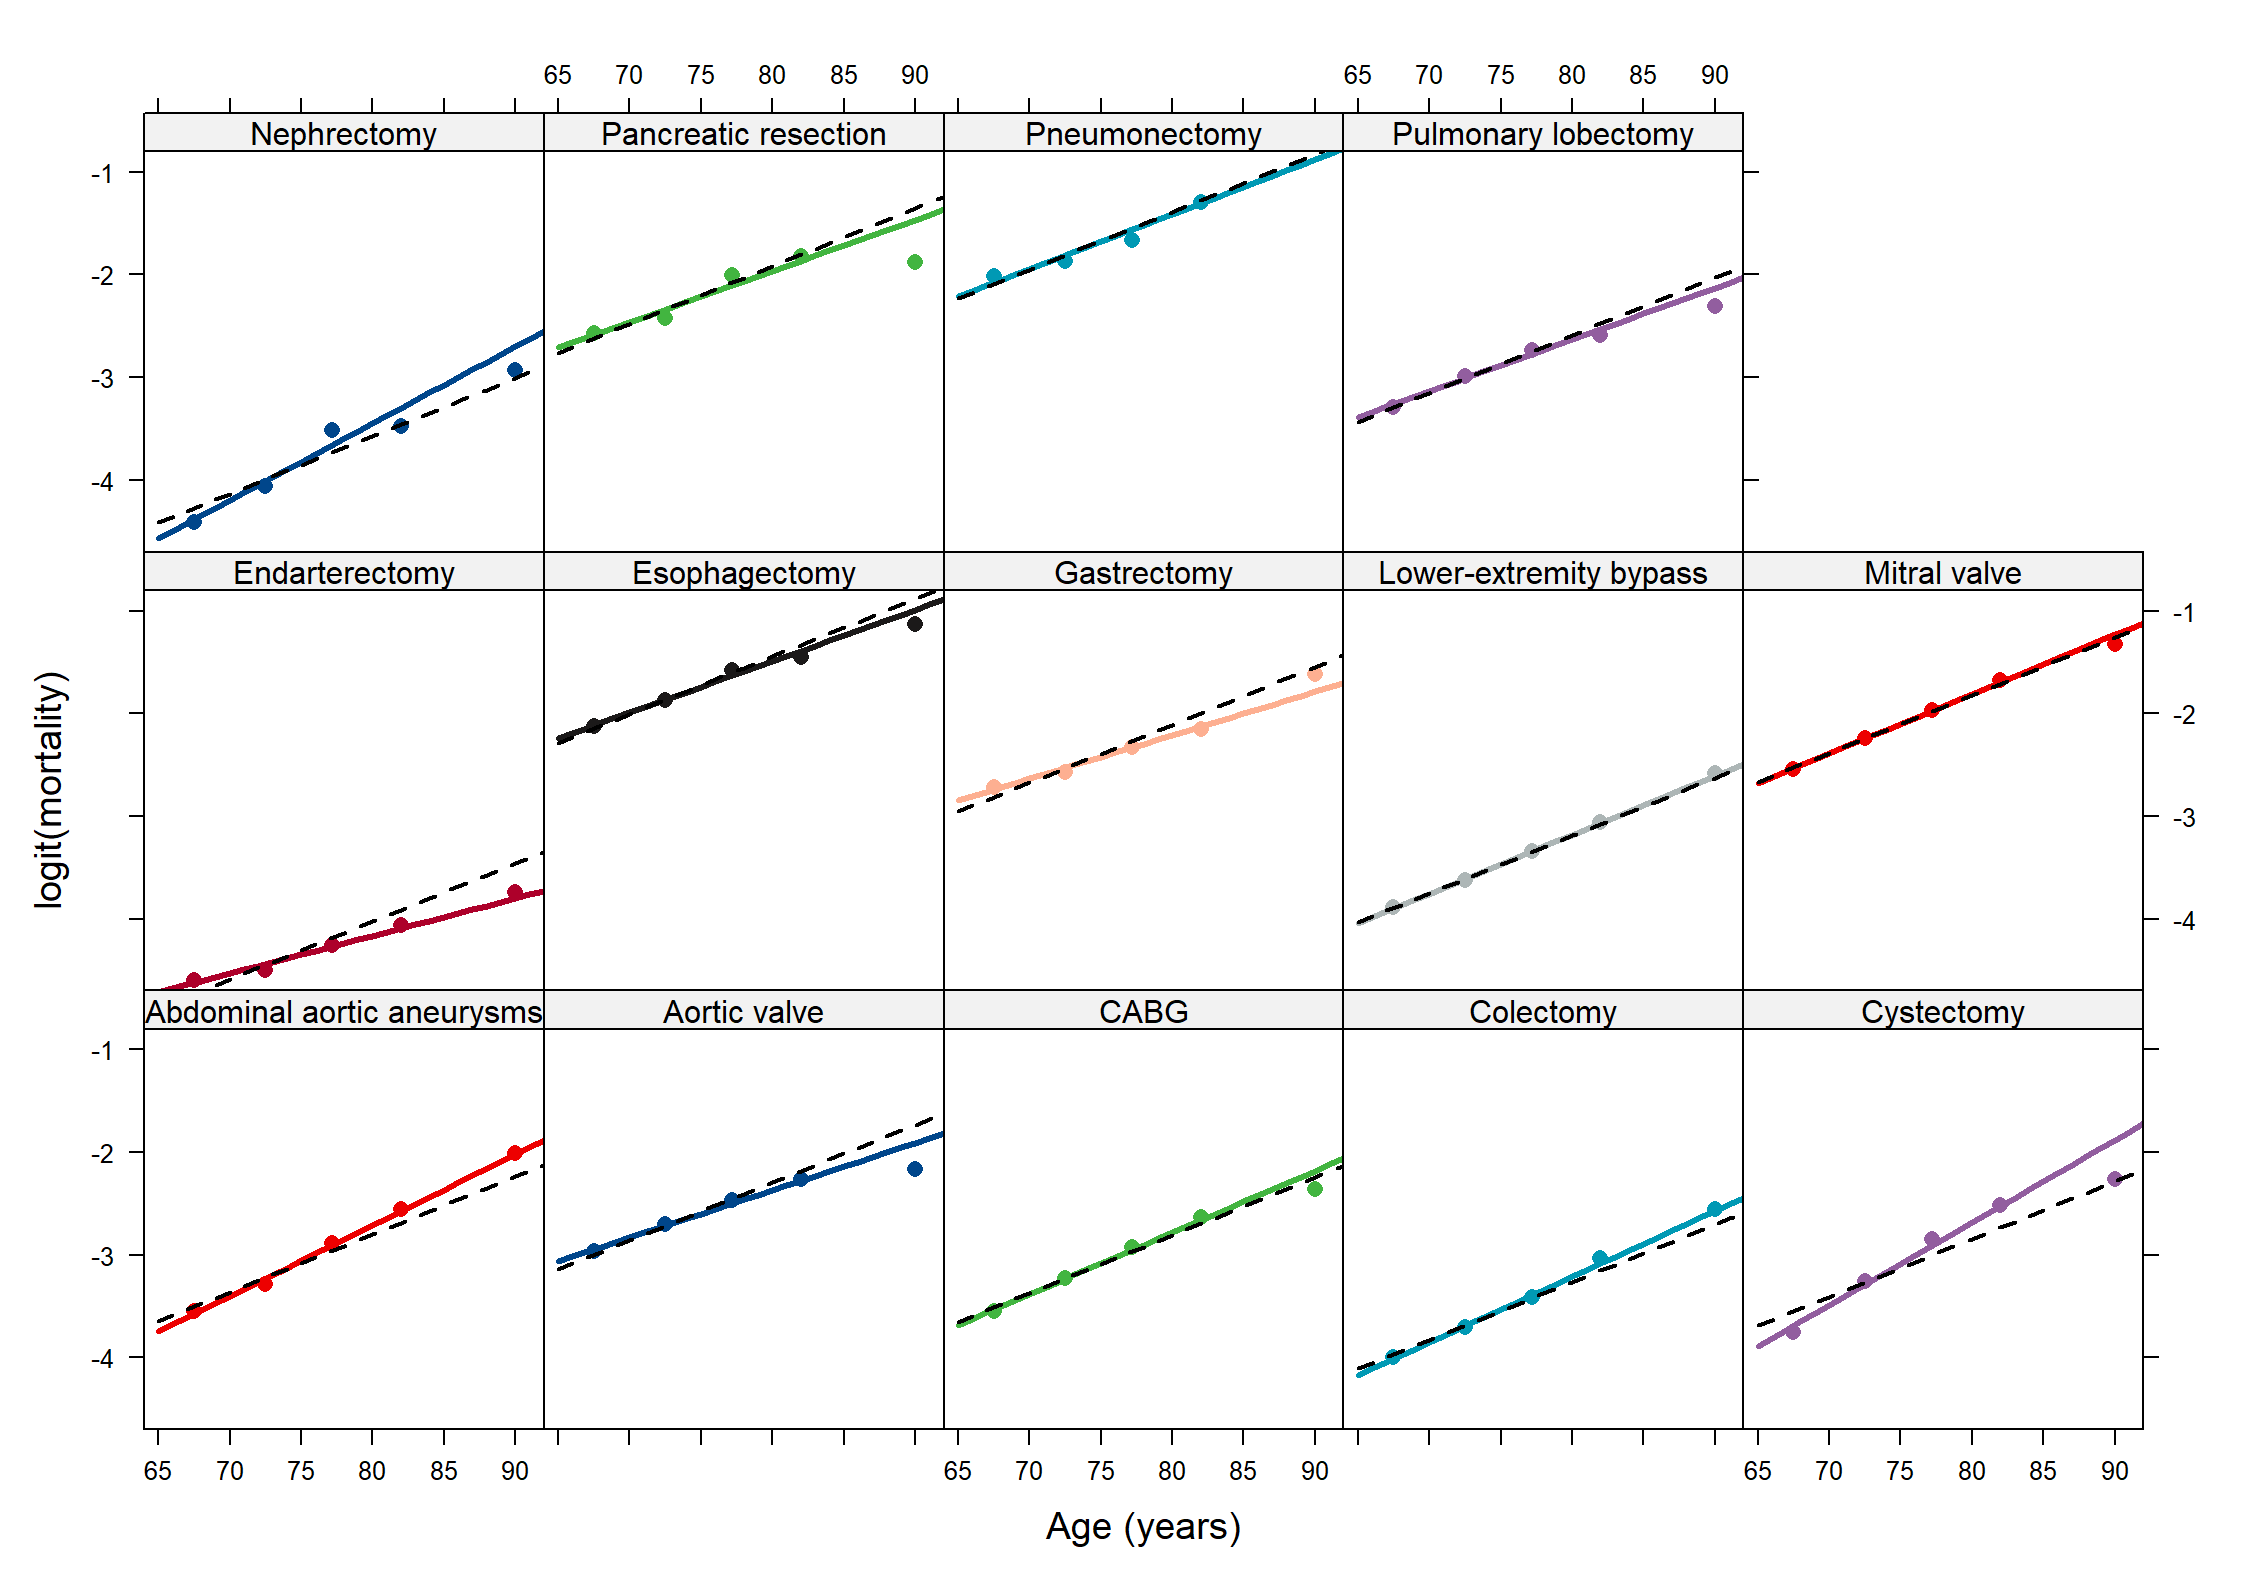 65 70 75 80 85 90 65 70 75 80 85 90
Nephrectomy Pancreatic resection Pneumonectomy Pulmonary lobectomy
-1
-2
-3
-4
Endarterectomy Esophagectomy Gastrectomy Lower-extremity bypass Mitral valve
-1
-2
-3
-4
logit(mortality)
Abdominal aortic aneurysms Aortic valve CABG Colectomy Cystectomy
-1
-2
-3
-4
65 70 75 80 85 90 65 70 75 80 85 90 65 70 75 80 85 90
Age (years)